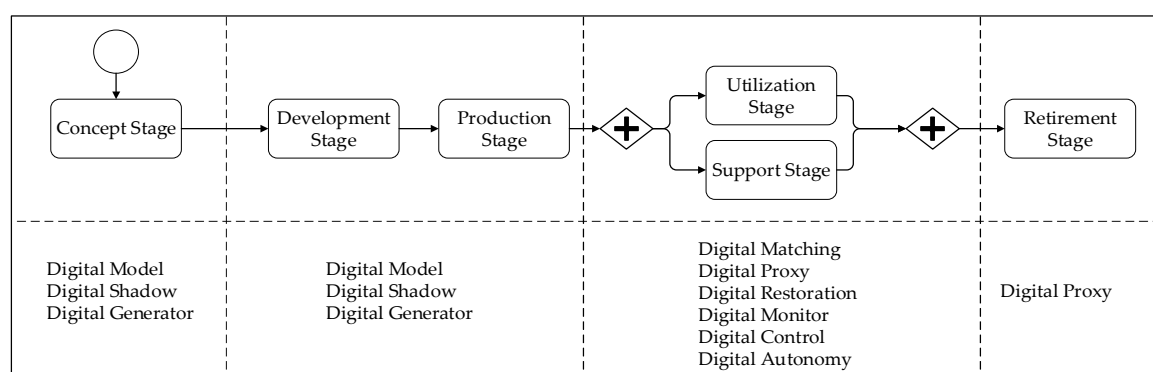 Concept Stage
Development
Stage
Production
Stage
Utilization
Stage
Support Stage
Retirement
Stage
Digital Model
Digital Shadow
Digital Generator
Digital Model
Digital Shadow
Digital Generator
Digital Matching
Digital Proxy
Digital Restoration
Digital Monitor
Digital Control
Digital Autonomy
Digital Proxy